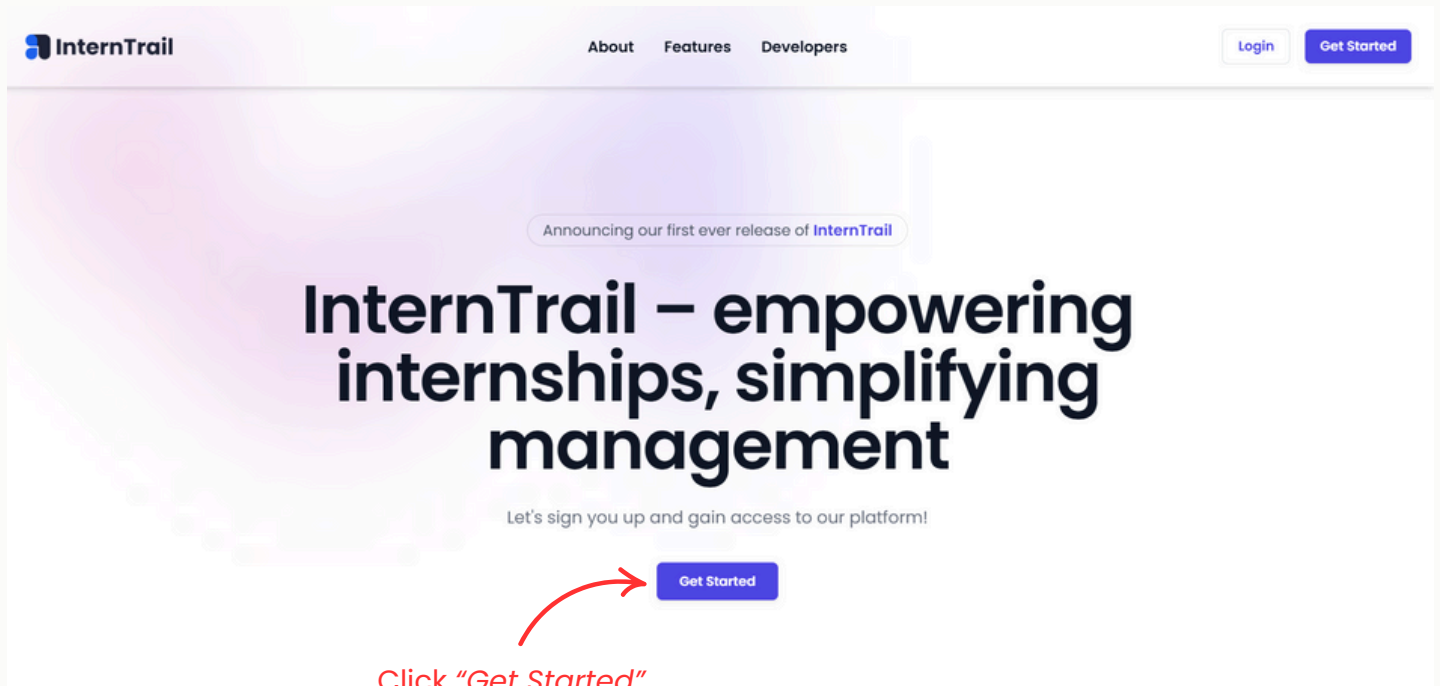 InternTrail
About Features Developers
Login Get Started
Announcing our first ever release of InternTrail
InternTrail – empowering
internships, simplifying
management
Let's sign you up and gain access to our platform!
Get Started
Click “Get Started”